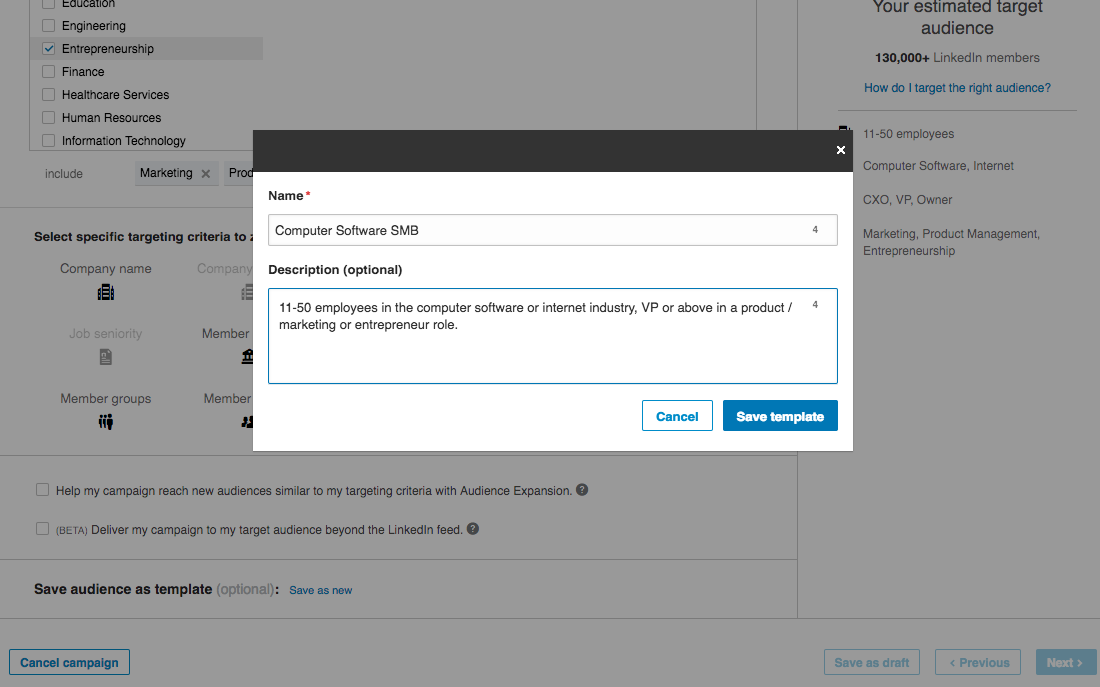 Education
Engineering
Entrepreneurship
Finance
Healthcare Services
Human Resources
Information Technology
include
Marketing ×
Select specific targeting criteria to
Company name
Company
Job seniority
Member
Member groups
Member
Help my campaign reach new audiences similar to my targeting criteria with Audience Expansion. ?
(BETA) Deliver my campaign to my target audience beyond the LinkedIn feed. ?
Save audience as template (optional): Save as new
Cancel campaign
Save as draft
‹ Previous
Next ›
Your estimated target
audience
130,000+ LinkedIn members
How do I target the right audience?
11-50 employees
Computer Software, Internet
CXO, VP, Owner
Marketing, Product Management,
Entrepreneurship
×
Name*
Computer Software SMB 4
Description (optional)
11-50 employees in the computer software or internet industry, VP or above in a product / 4
marketing or entrepreneur role.
Cancel
Save template